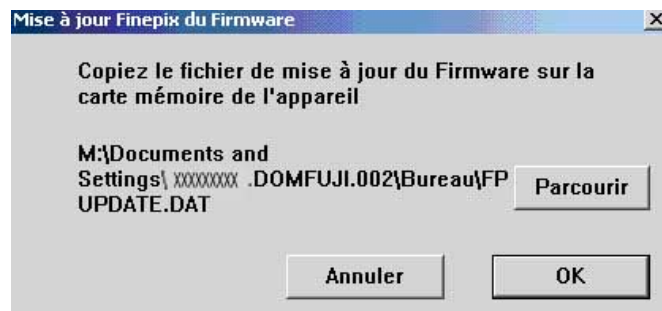 Mise à jour Finepix du Firmware
Copiez le fichier de mise à jour du Firmware sur la
carte mémoire de l'appareil
M:\Documents and
Settings\ XXXXXXXX .DOMFUJI.002\Bureau\FP
UPDATE.DAT
Parcourir
Annuler
OK